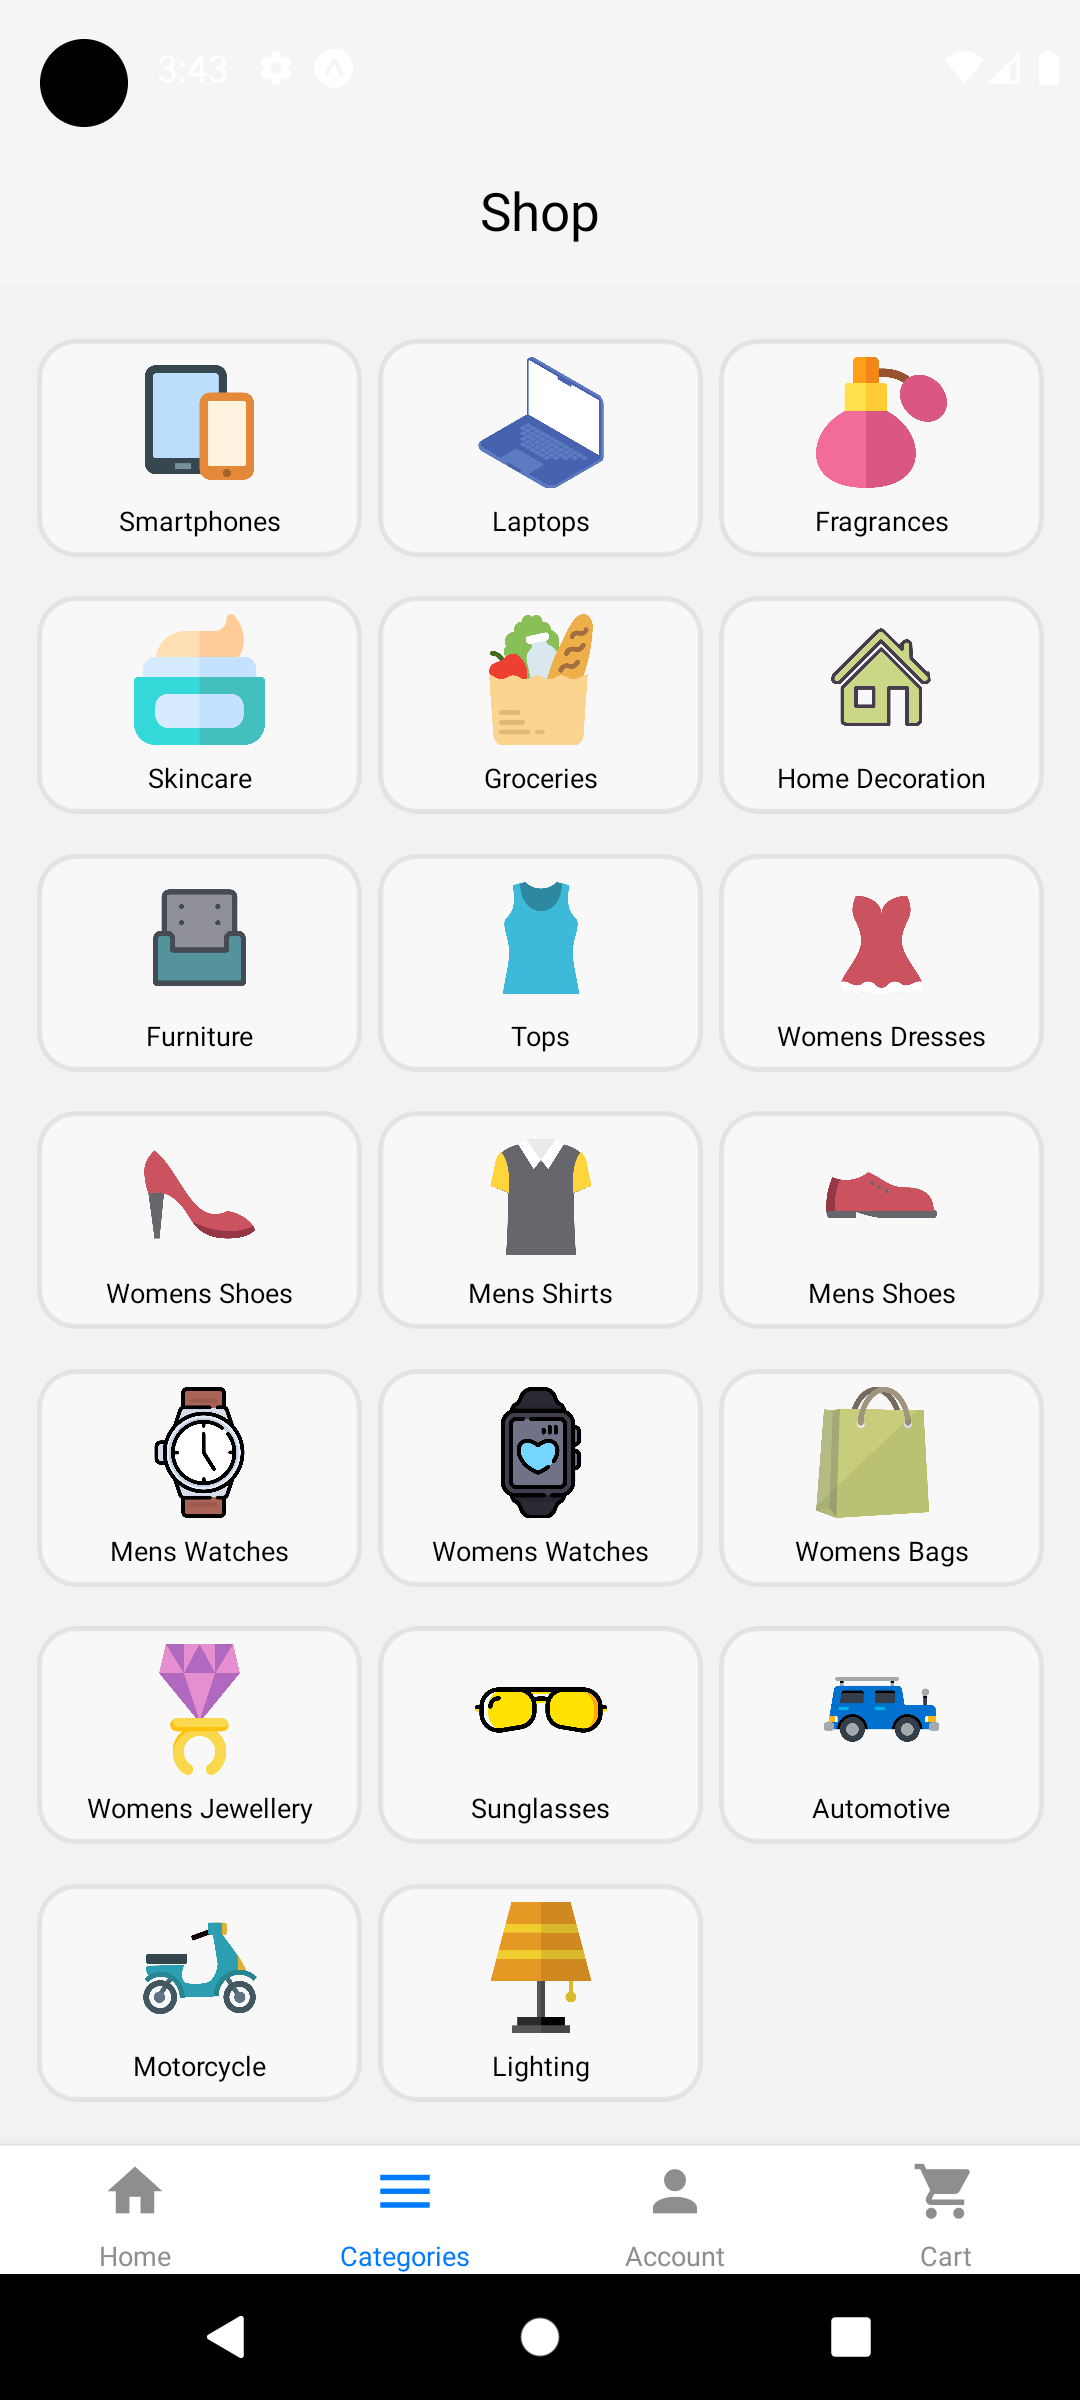 3:43
Shop
Smartphones
Laptops
Fragrances
Skincare
Groceries
Home Decoration
Furniture
Tops
Womens Dresses
Womens Shoes
Mens Shirts
Mens Shoes
Mens Watches
Womens Watches
Womens Bags
Womens Jewellery
Sunglasses
Automotive
Motorcycle
Lighting
Home
Categories
Account
Cart